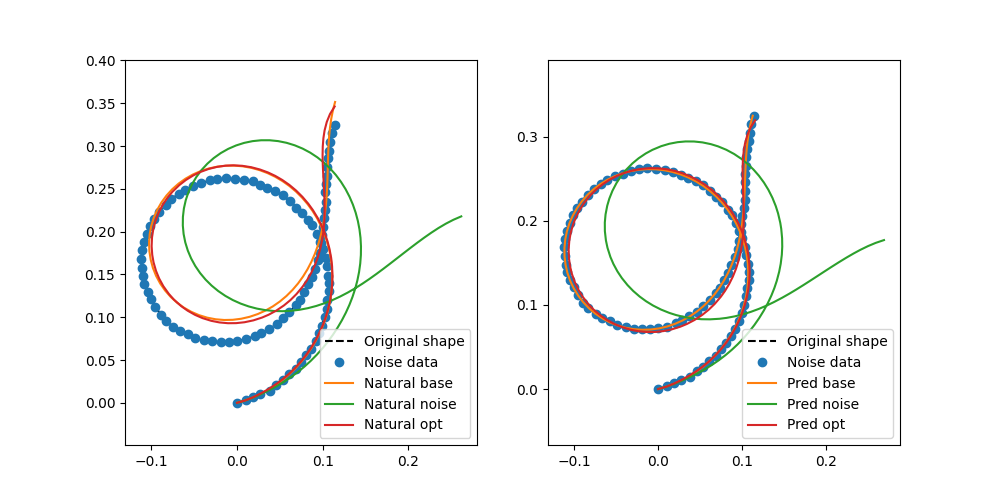 0.40
0.35
0.30
0.25
0.20
0.15
0.10
0.05
0.00
−0.1
0.0
0.1
0.2
Original shape
Noise data
Natural base
Natural noise
Natural opt
0.3
0.2
0.1
0.0
−0.1
0.0
0.1
0.2
Original shape
Noise data
Pred base
Pred noise
Pred opt